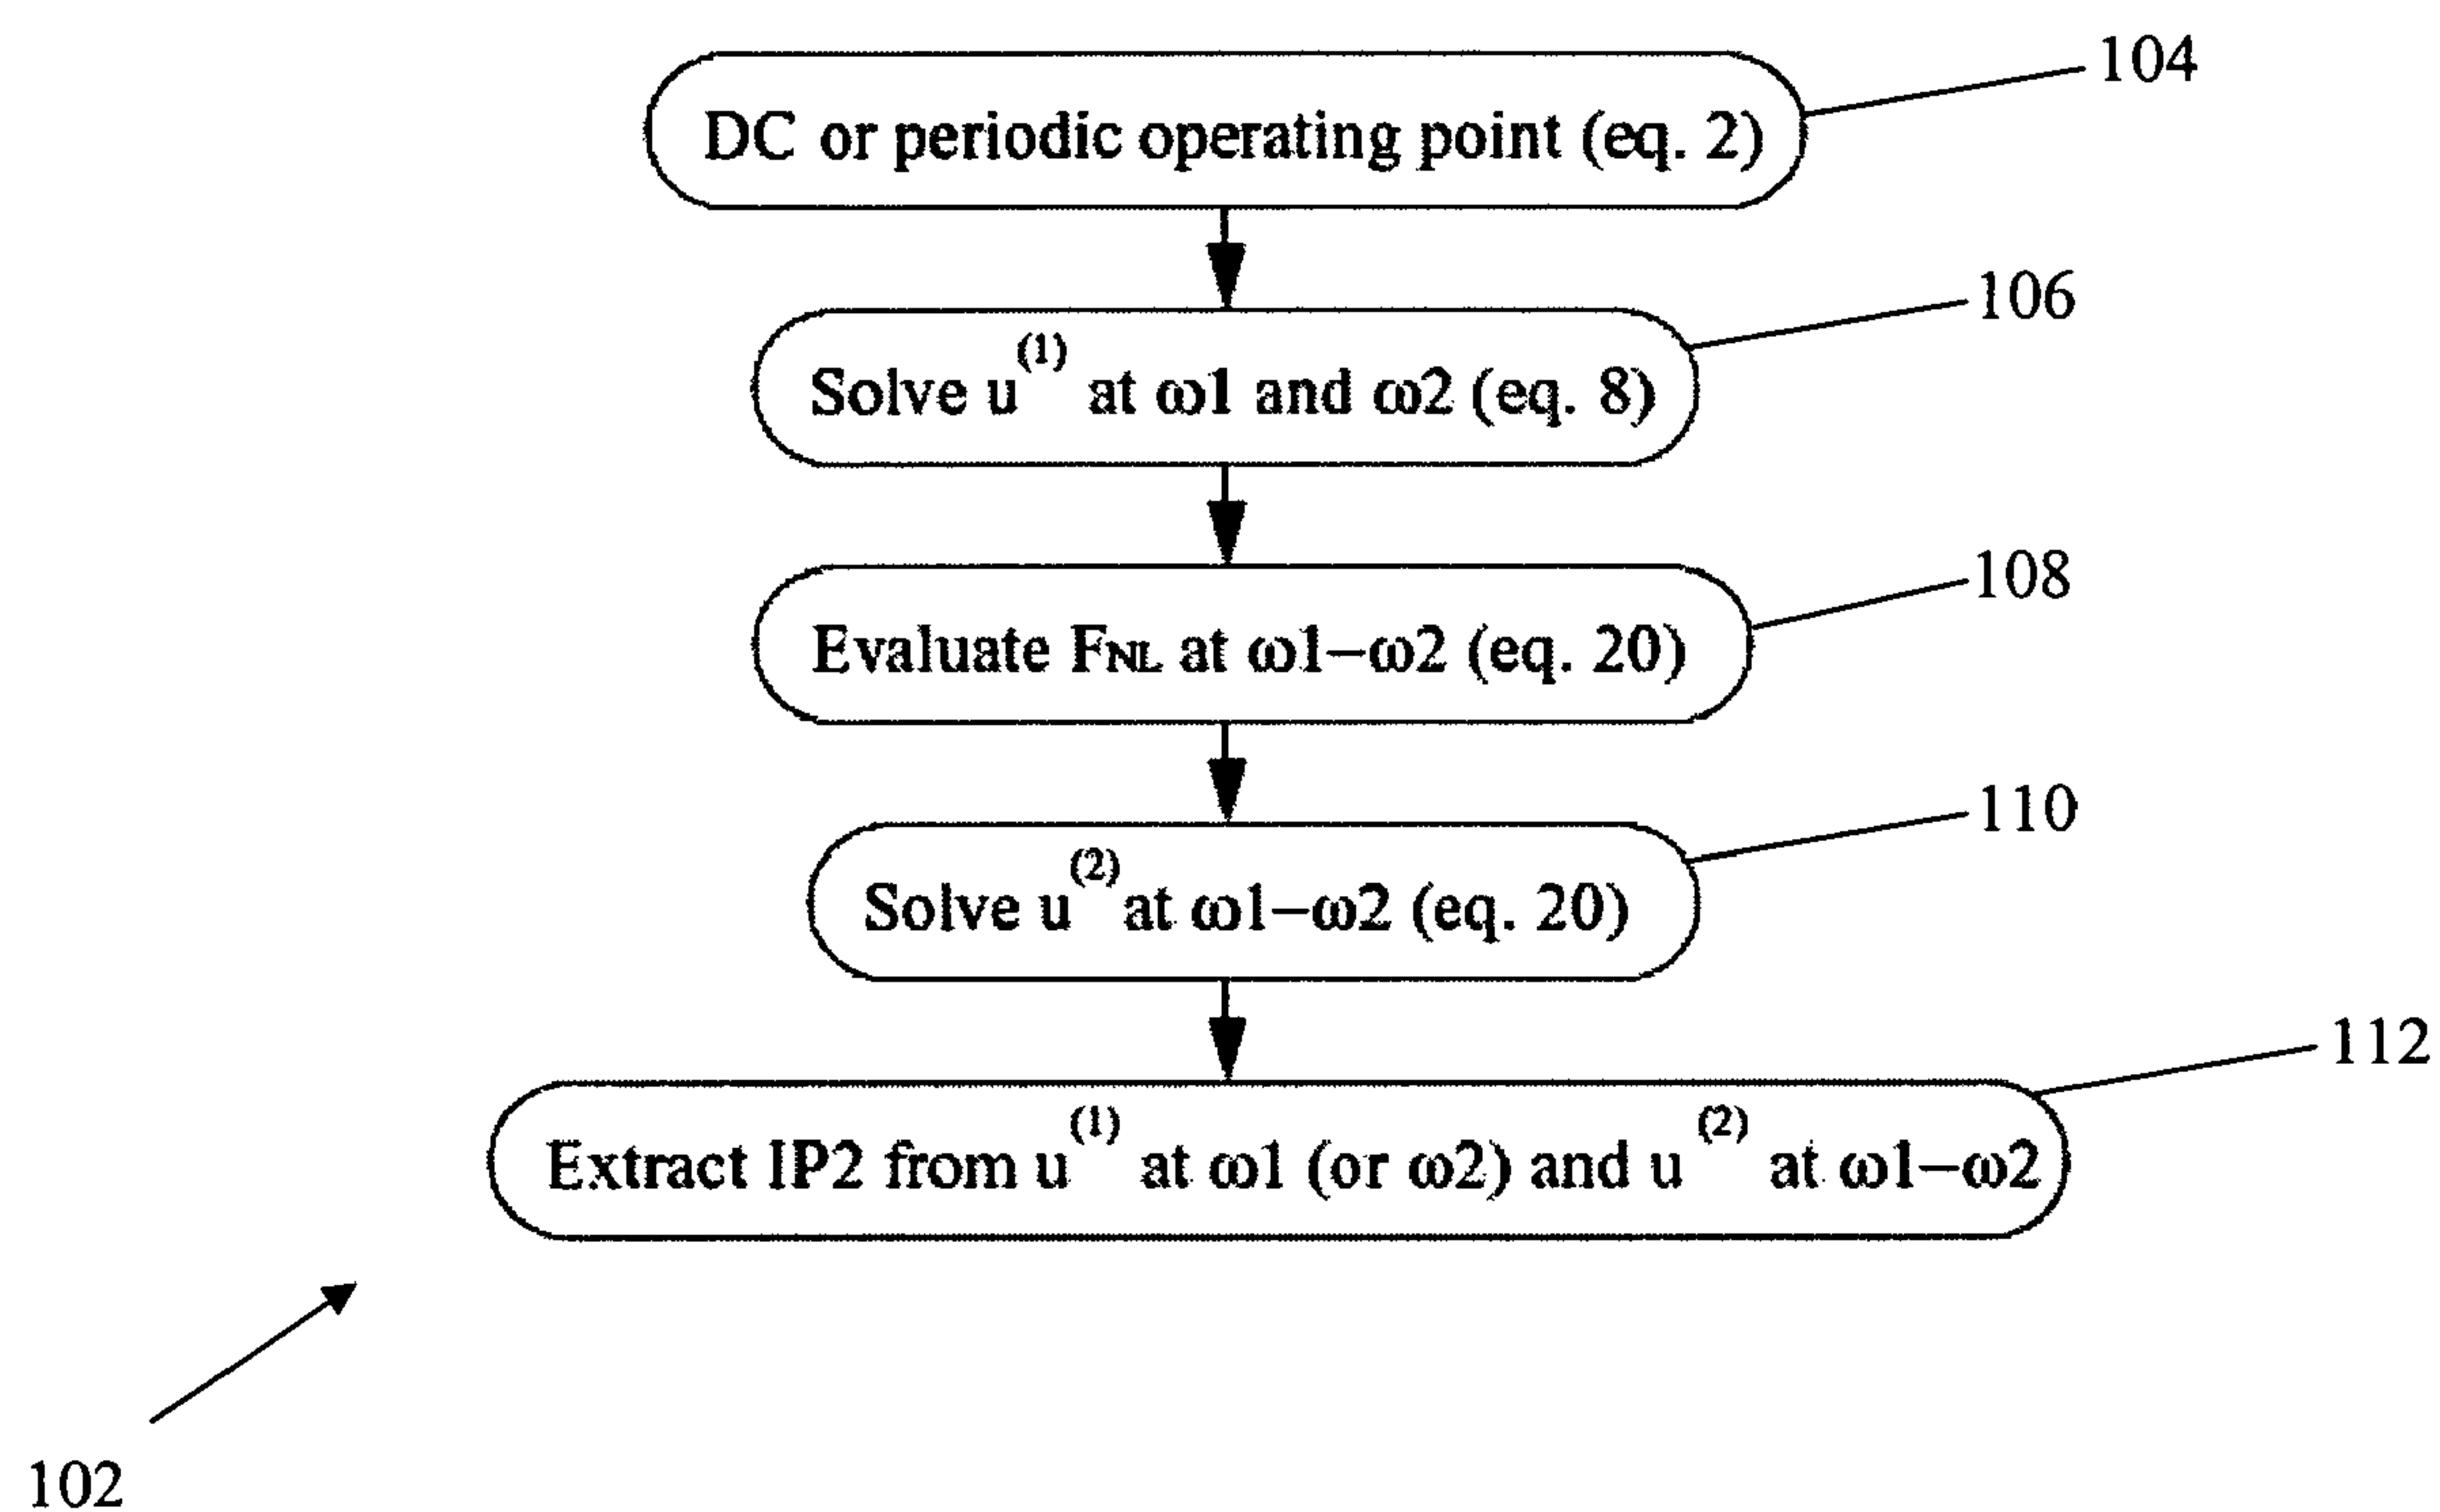 104
DC or periodic operating point (eq. 2)
106
Solve u⁽¹⁾ at ω1 and ω2 (eq. 8)
108
Evaluate FNL at ω1−ω2 (eq. 20)
110
Solve u⁽²⁾ at ω1−ω2 (eq. 20)
112
Extract IP2 from u⁽¹⁾ at ω1 (or ω2) and u⁽²⁾ at ω1−ω2
102